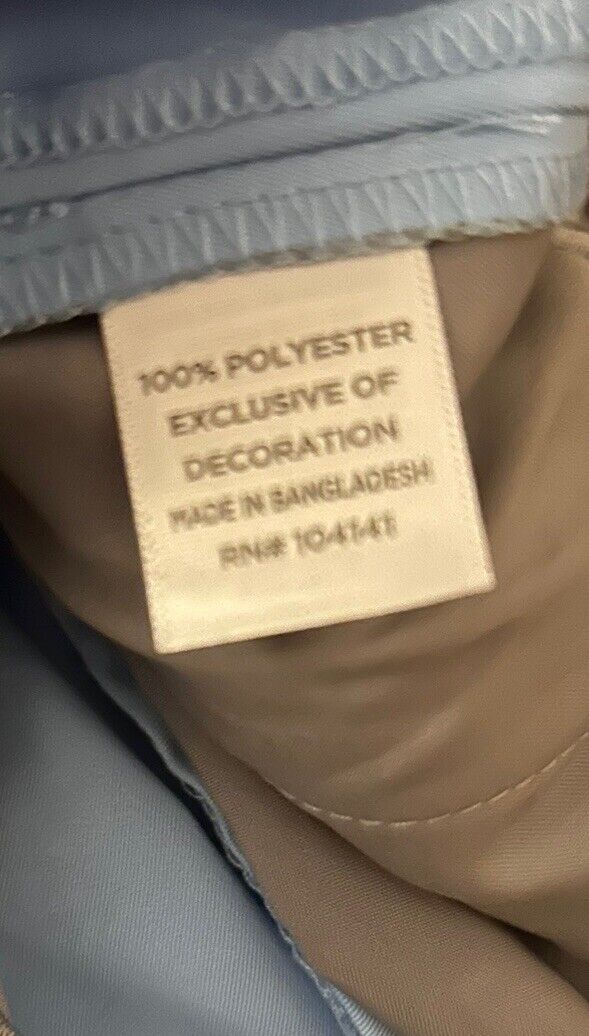 100% POLYESTER
EXCLUSIVE OF
DECORATION
MADE IN BANGLADESH
RN# 104141